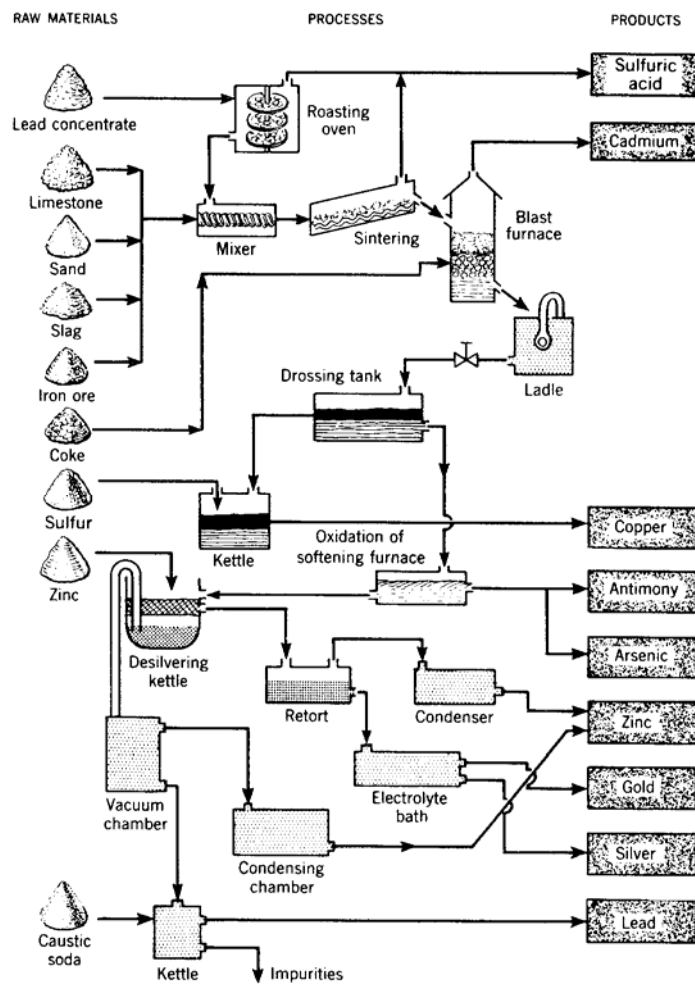 RAW MATERIALS
PROCESSES
PRODUCTS
Sulfuric
acid
Roasting
oven
Lead concentrate
Cadmium
Limestone
Blast
furnace
Mixer
Sintering
Sand
Slag
Drossing tank
Ladle
Iron ore
Coke
Sulfur
Kettle
Oxidation of
softening furnace
Copper
Zinc
Antimony
Desilvering
kettle
Arsenic
Retort
Condenser
Zinc
Vacuum
chamber
Electrolyte
bath
Gold
Condensing
chamber
Silver
Caustic
soda
Kettle
Impurities
Lead